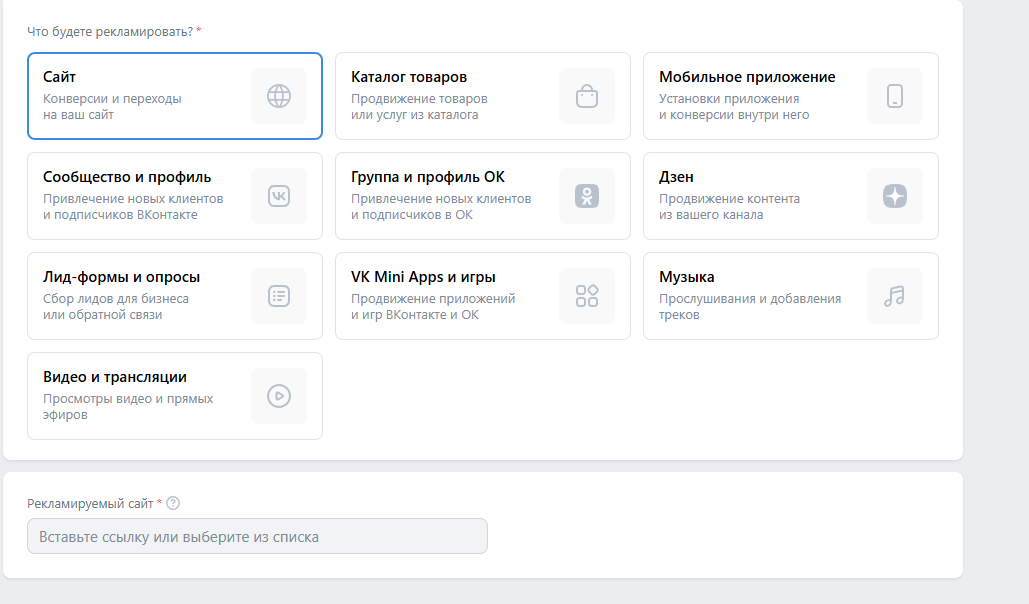 Что будете рекламировать? *
Сайт
Конверсии и переходы
на ваш сайт
Каталог товаров
Продвижение товаров
или услуг из каталога
Мобильное приложение
Установки приложения
и конверсии внутри него
Сообщество и профиль
Привлечение новых клиентов
и подписчиков ВКонтакте
Группа и профиль ОК
Привлечение новых клиентов
и подписчиков в ОК
Дзен
Продвижение контента
из вашего канала
Лид-формы и опросы
Сбор лидов для бизнеса
или обратной связи
VK Mini Apps и игры
Продвижение приложений
и игр ВКонтакте и ОК
Музыка
Прослушивания и добавления
треков
Видео и трансляции
Просмотры видео и прямых
эфиров
Рекламируемый сайт * ?
Вставьте ссылку или выберите из списка